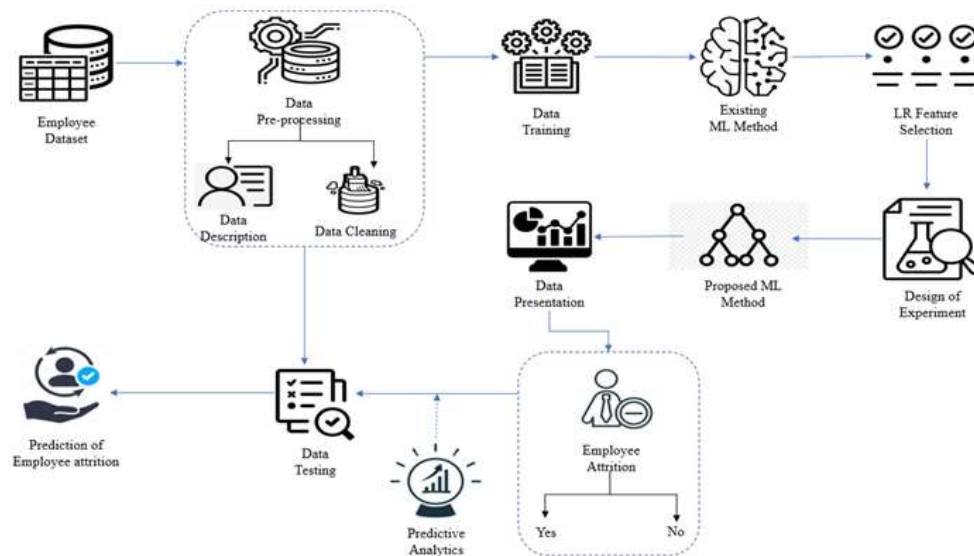 Employee
Dataset
Data
Pre-processing
Data
Description
Data Cleaning
Data
Training
Existing
ML Method
LR Feature
Selection
Design of
Experiment
Proposed ML
Method
Data
Presentation
Employee
Attrition
Yes
No
Predictive
Analytics
Data
Testing
Prediction of
Employee attrition